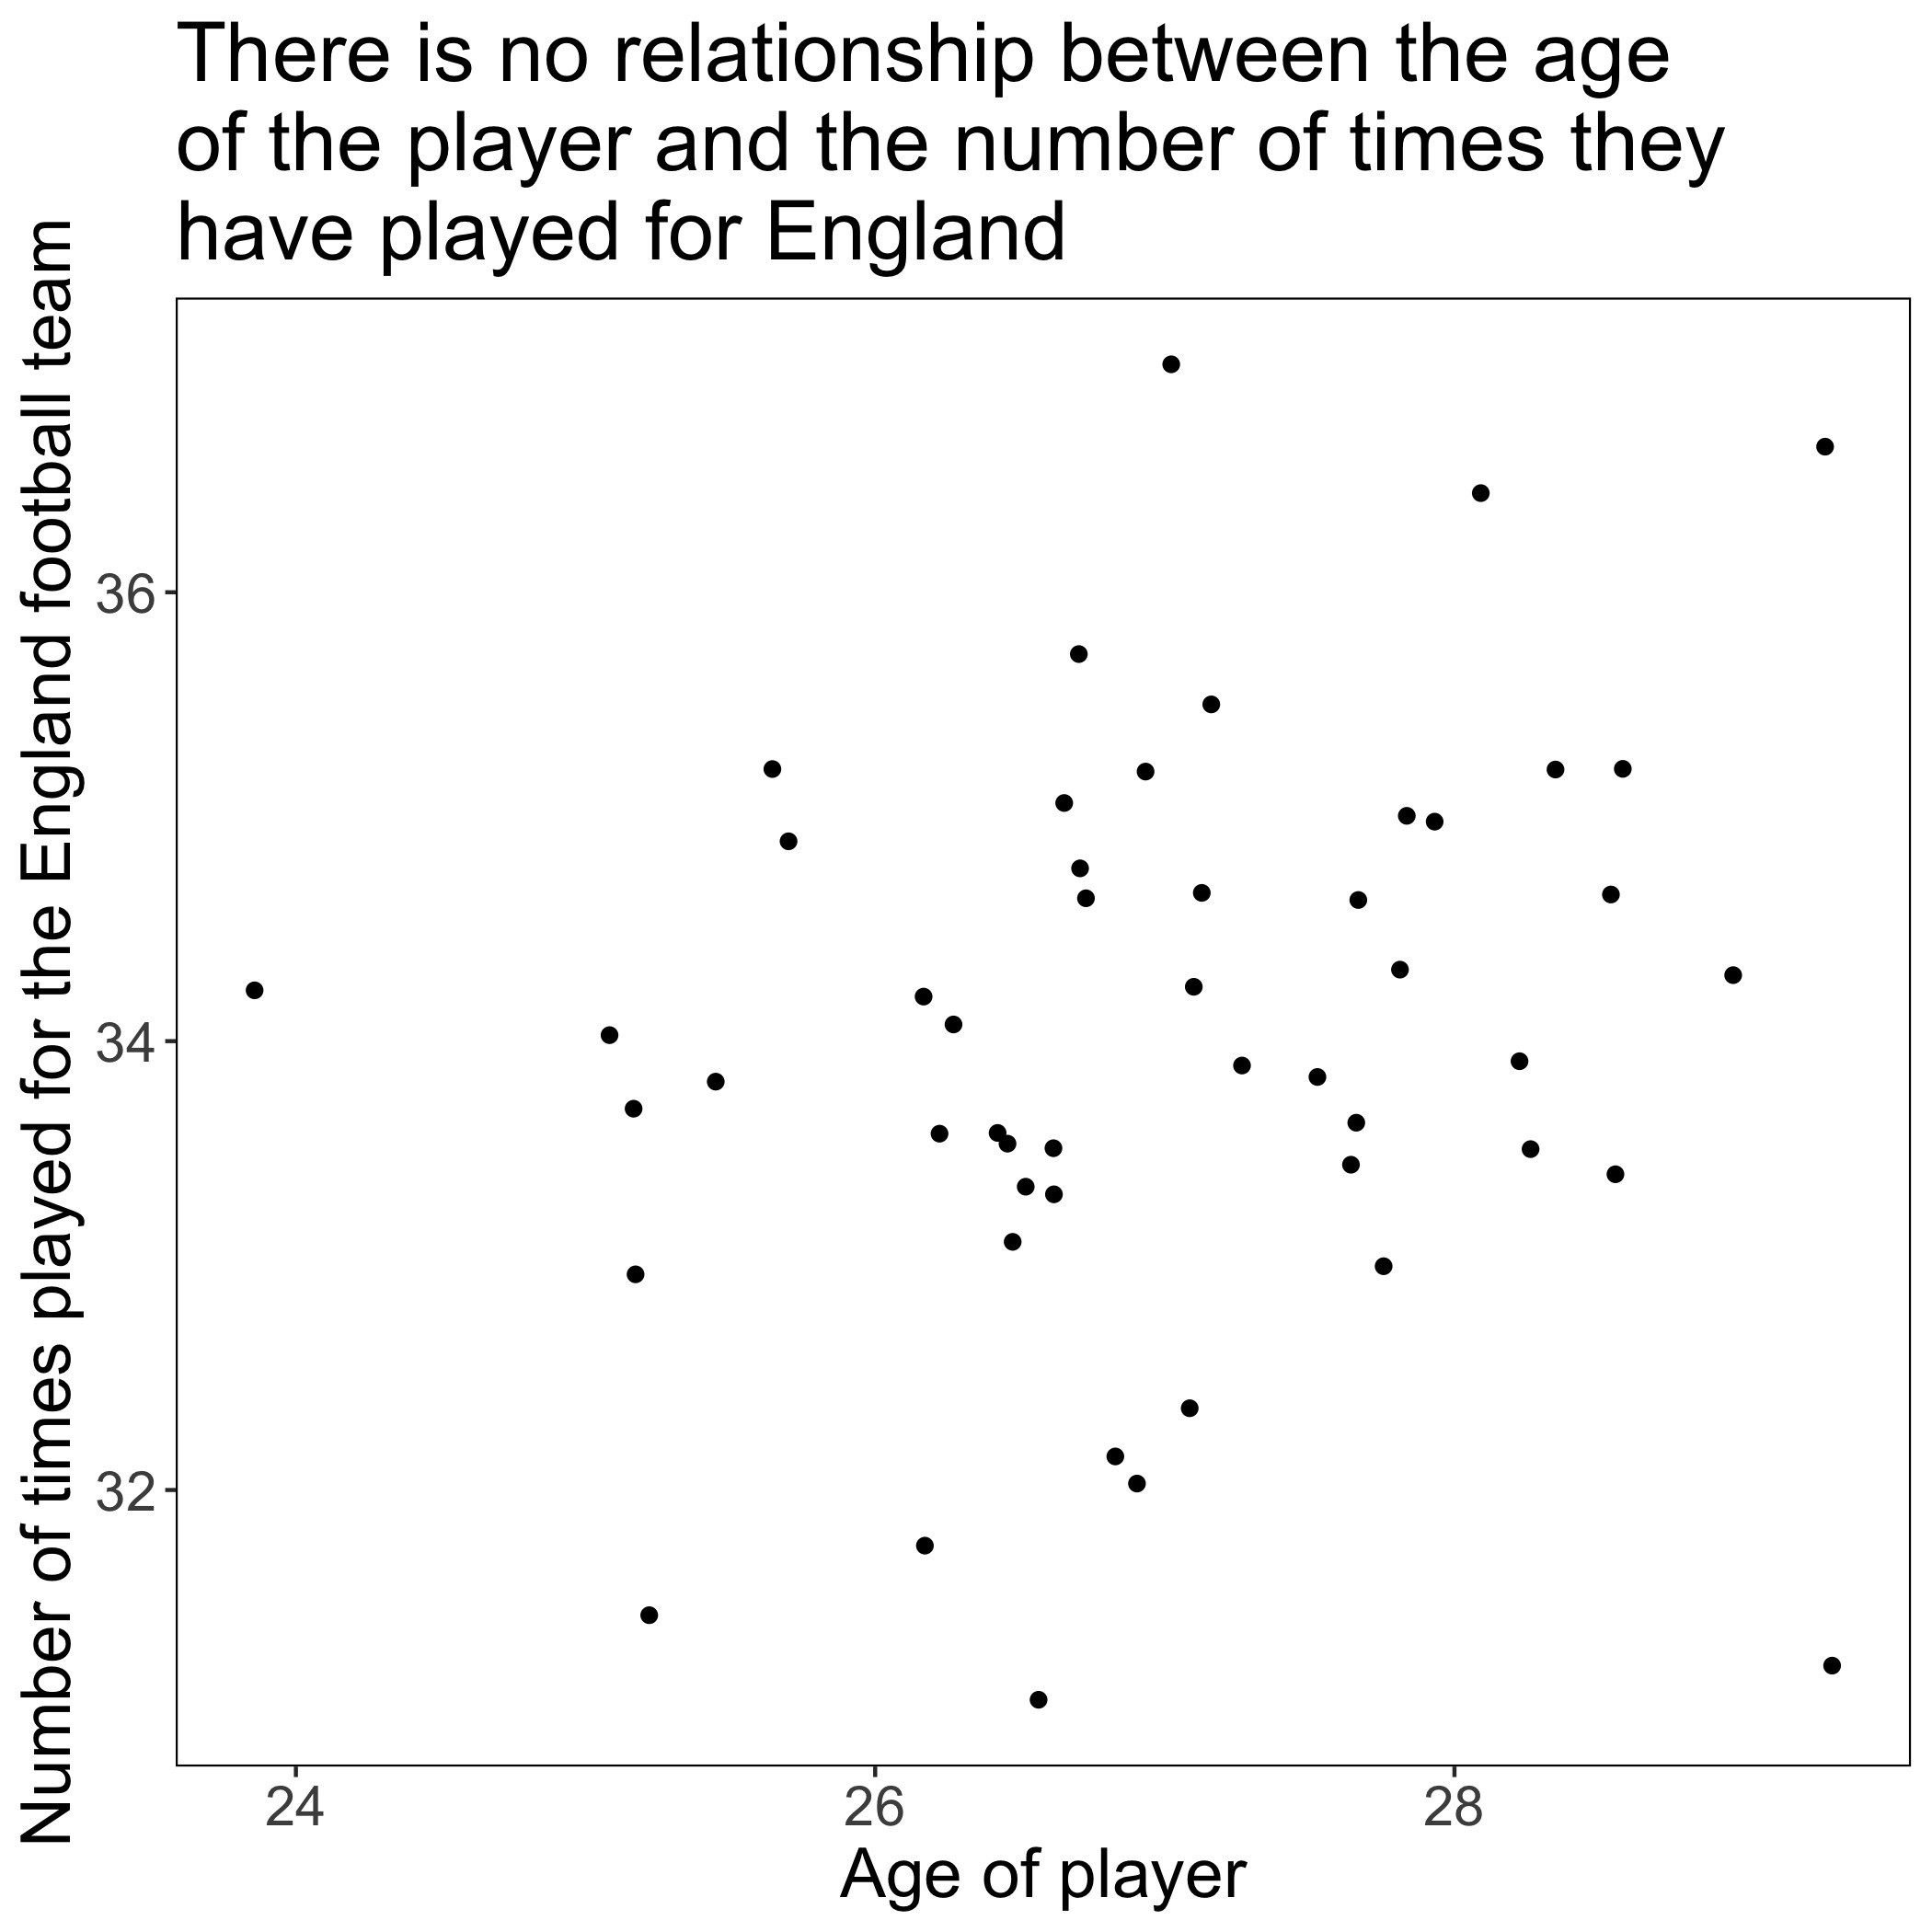 There is no relationship between the age
of the player and the number of times they
have played for England
Number of times played for the England football team
36
34
32
24
26
28
Age of player